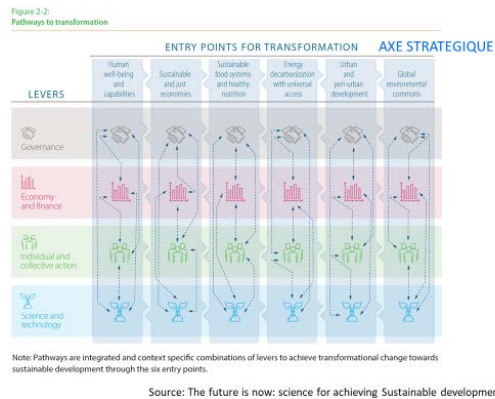 Figure 2-2:
Pathways to transformation
ENTRY POINTS FOR TRANSFORMATION
AXE STRATEGIQUE
LEVERS
Human
well-being
and
capabilities
Sustainable
and just
economies
Sustainable
food systems
and healthy
nutrition
Energy
decarbonization
with universal
access
Urban
and
peri-urban
development
Global
environmental
commons
Governance
Economy
and finance
Individual and
collective action
Science and
technology
Note: Pathways are integrated and context specific combinations of levers to achieve transformational change towards
sustainable development through the six entry points.
Source: The future is now: science for achieving Sustainable developme